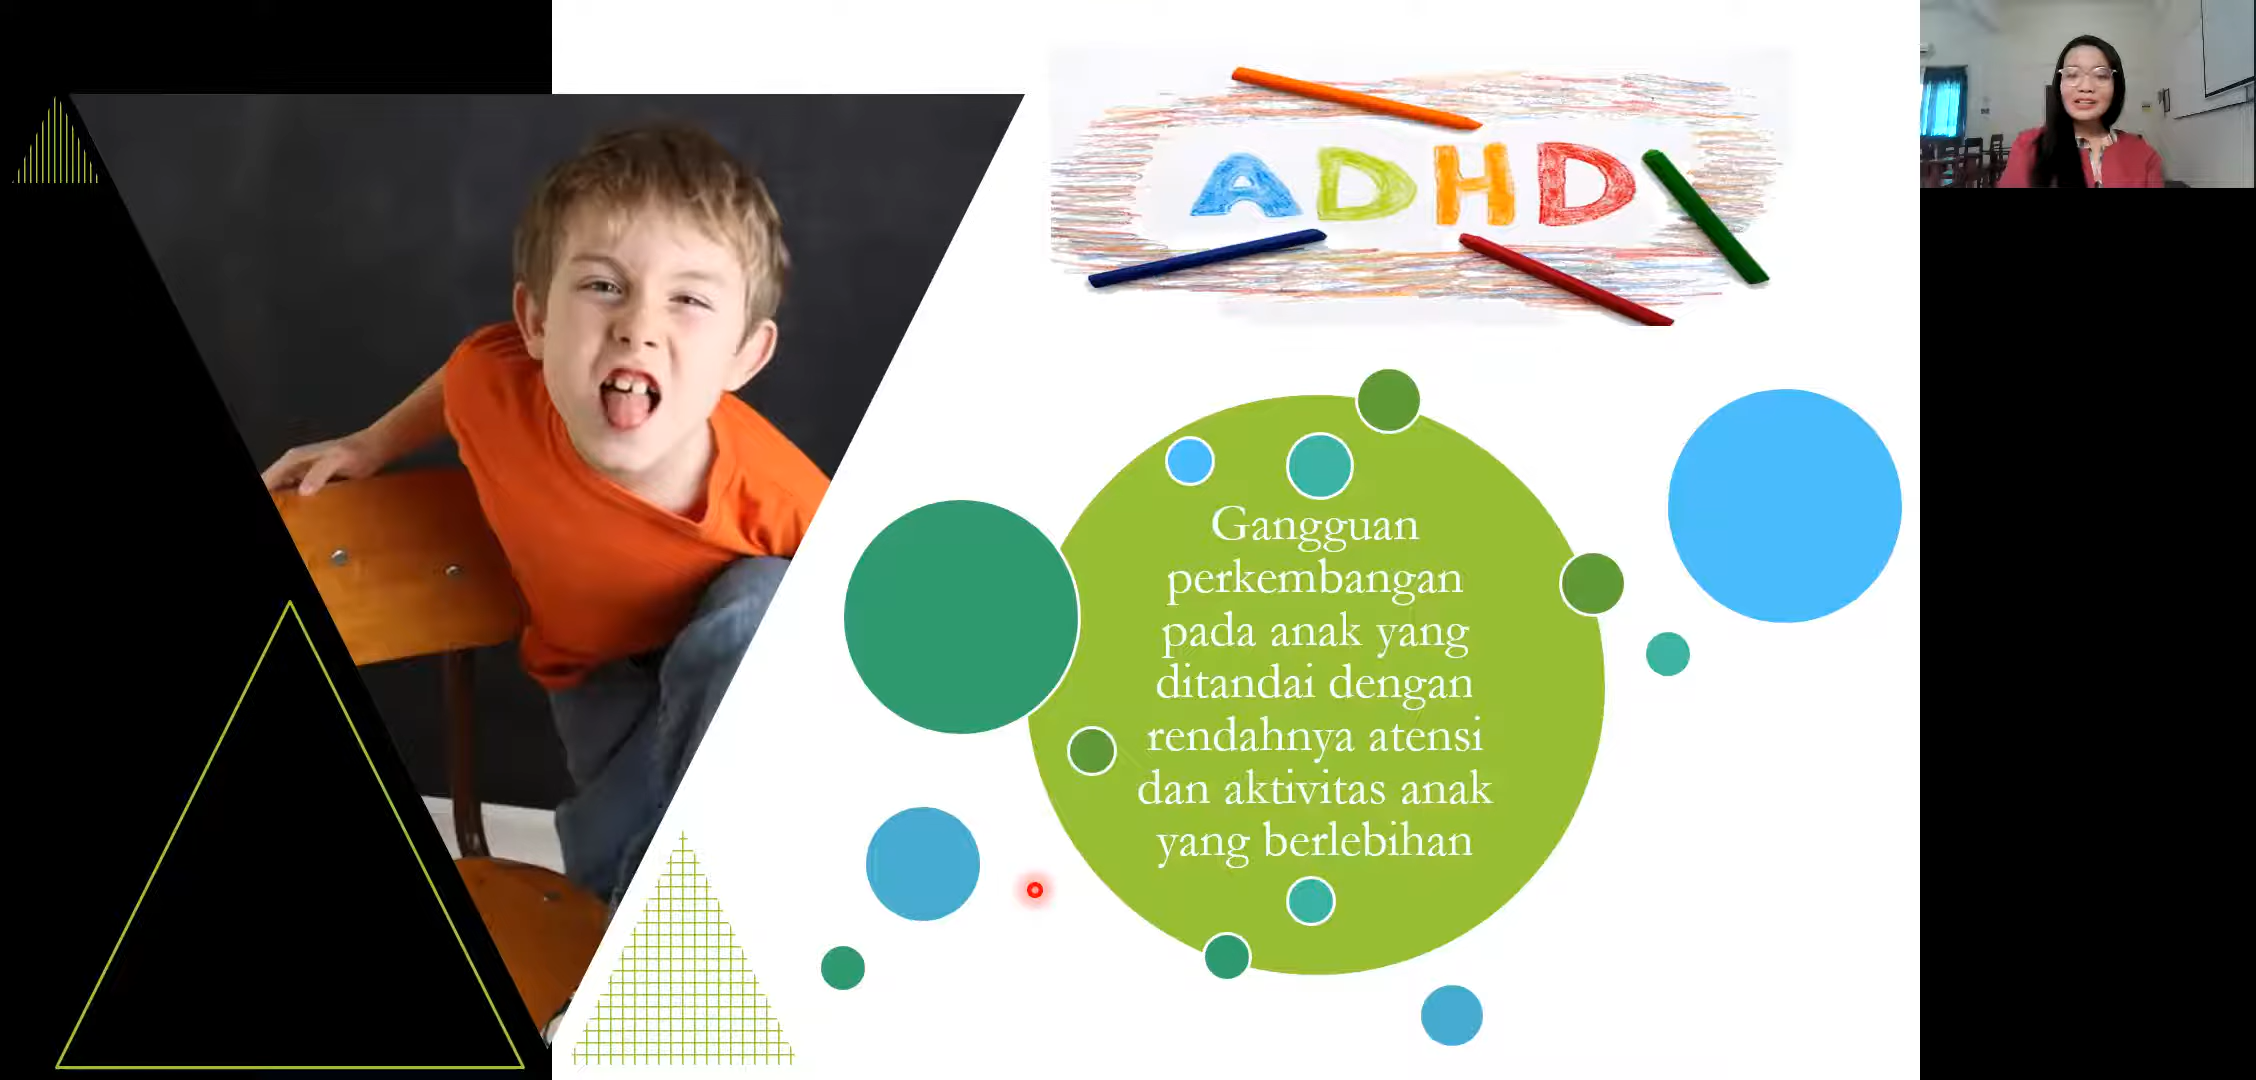 ADHD
Gangguan
perkembangan
pada anak yang
ditandai dengan
rendahnya atensi
dan aktivitas anak
yang berlebihan